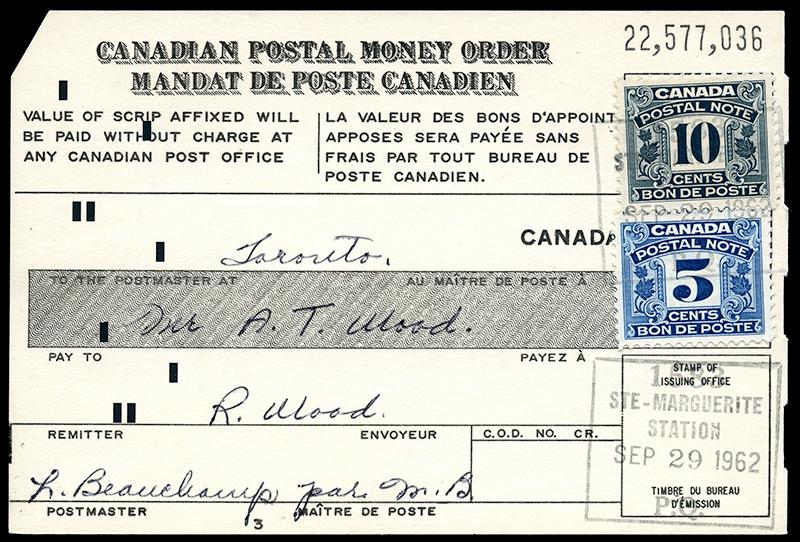 22,577,036
CANADIAN POSTAL MONEY ORDER
MANDAT DE POSTE CANADIEN
VALUE OF SCRIP AFFIXED WILL
BE PAID WITHOUT CHARGE AT
ANY CANADIAN POST OFFICE
LA VALEUR DES BONS D'APPOINT
APPOSES SERA PAYÉE SANS
FRAIS PAR TOUT BUREAU DE
POSTE CANADIEN.
CANADA
POSTAL NOTE
10
CENTS
BON DE POSTE
SEP 29 1962
CANADA
POSTAL NOTE
5
CENTS
BON DE POSTE
CANADA
Toronto.
TO THE POSTMASTER AT AU MAÎTRE DE POSTE À
Mr A. T. Wood.
PAY TO PAYEZ À
R. Wood.
REMITTER ENVOYEUR
C.O.D. NO. CR.
L. Beauchamp par M.B
POSTMASTER MAÎTRE DE POSTE
3
STAMP OF
ISSUING OFFICE
STE-MARGUERITE
STATION
SEP 29 1962
TIMBRE DU BUREAU
D'ÉMISSION
P.Q.